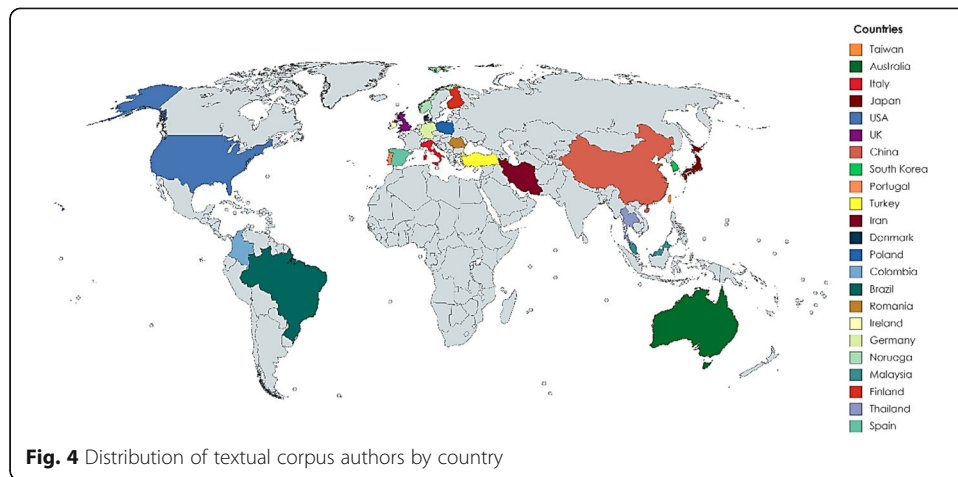 Countries
Taiwan
Australia
Italy
Japan
USA
UK
China
South Korea
Portugal
Turkey
Iran
Denmark
Poland
Colombia
Brazil
Romania
Ireland
Germany
Noruega
Malaysia
Finland
Thailand
Spain
Fig. 4 Distribution of textual corpus authors by country